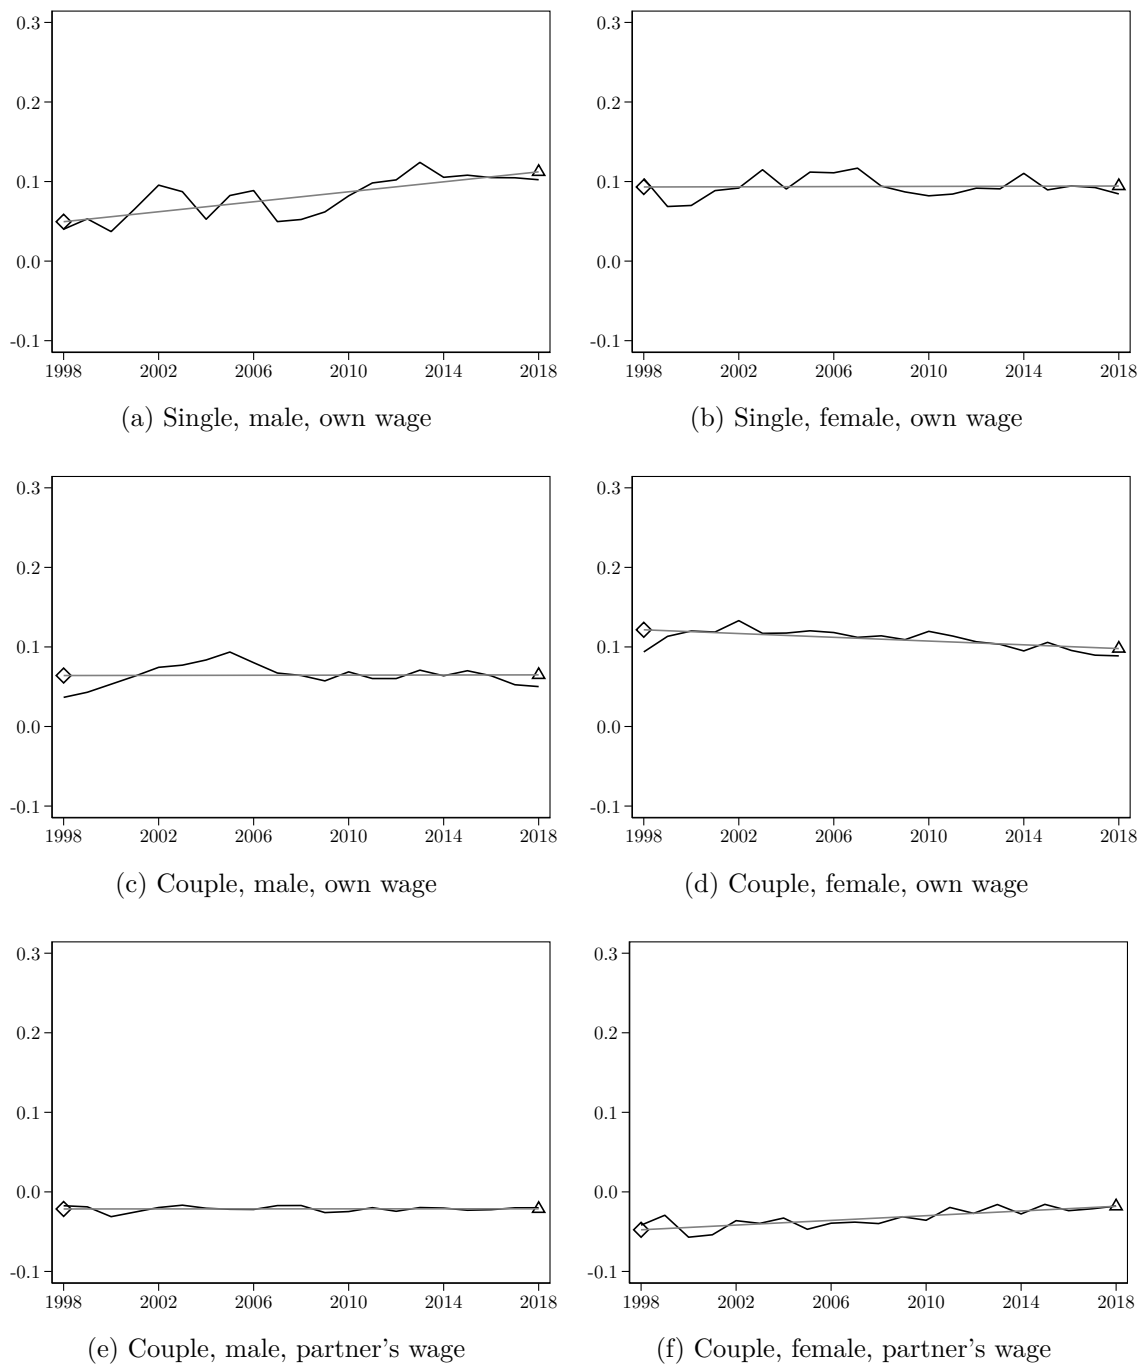 0.3
0.2
0.1
0.0
-0.1
1998 2002 2006 2010 2014 2018
(a) Single, male, own wage
0.3
0.2
0.1
0.0
-0.1
1998 2002 2006 2010 2014 2018
(b) Single, female, own wage
0.3
0.2
0.1
0.0
-0.1
1998 2002 2006 2010 2014 2018
(c) Couple, male, own wage
0.3
0.2
0.1
0.0
-0.1
1998 2002 2006 2010 2014 2018
(d) Couple, female, own wage
0.3
0.2
0.1
0.0
-0.1
1998 2002 2006 2010 2014 2018
(e) Couple, male, partner's wage
0.3
0.2
0.1
0.0
-0.1
1998 2002 2006 2010 2014 2018
(f) Couple, female, partner's wage